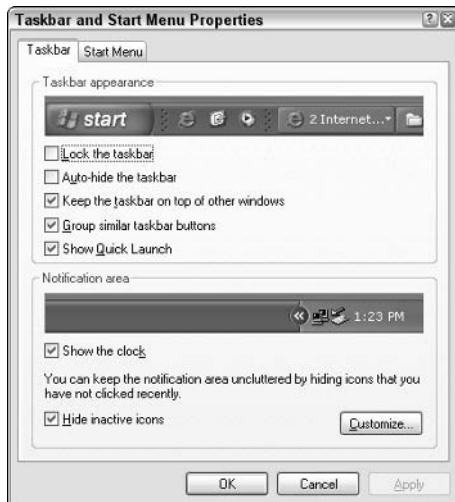 Taskbar and Start Menu Properties
Taskbar
Start Menu
Taskbar appearance
start
2 Internet...
Lock the taskbar
Auto-hide the taskbar
Keep the taskbar on top of other windows
Group similar taskbar buttons
Show Quick Launch
Notification area
1:23 PM
Show the clock
You can keep the notification area uncluttered by hiding icons that you
have not clicked recently.
Hide inactive icons
Customize...
OK
Cancel
Apply